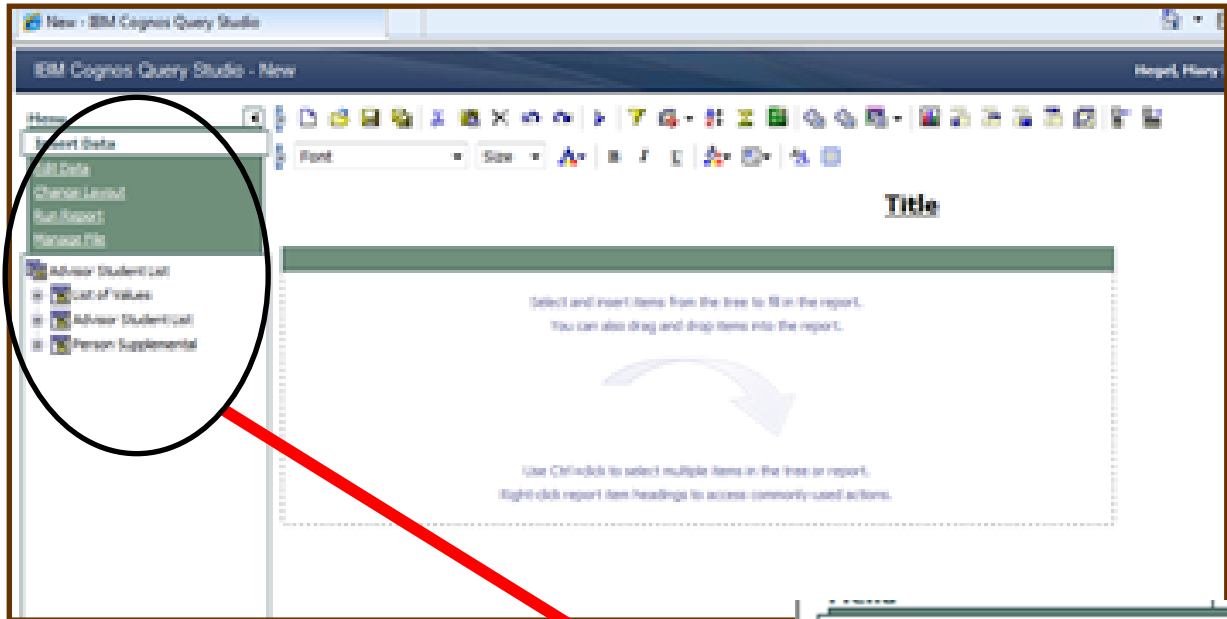 New - IBM Cognos Query Studio
IBM Cognos Query Studio - New
Hegel, Mary
Menu
Insert Data
Edit Data
Change Layout
Run Report
Manage File
Advisor Student List
List of Values
Advisor Student List
Person Supplemental
Font
Size
A
B I U
Title
Select and insert items from the tree to fill in the report.
You can also drag and drop items into the report.
Use Ctrl+click to select multiple items in the tree or report.
Right-click report item headings to access commonly-used actions.
Menu